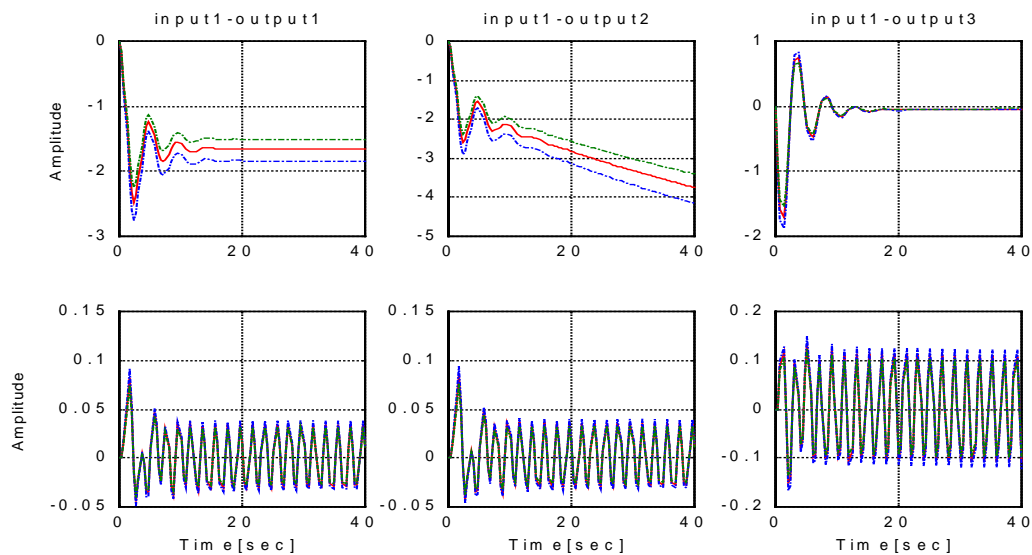 input1-output1 input1-output2 input1-output3
0 0 1
-1 -1 0
-2 -2 -1
-3 -3 -2
-4
-5
Amplitude
0 20 40 0 20 40 0 20 40
0.15 0.15 0.2
0.1 0.1 0.1
0.05 0.05 0
0 0 -0.1
-0.05 -0.05 -0.2
Amplitude
0 20 40 0 20 40 0 20 40
Time[sec] Time[sec] Time[sec]